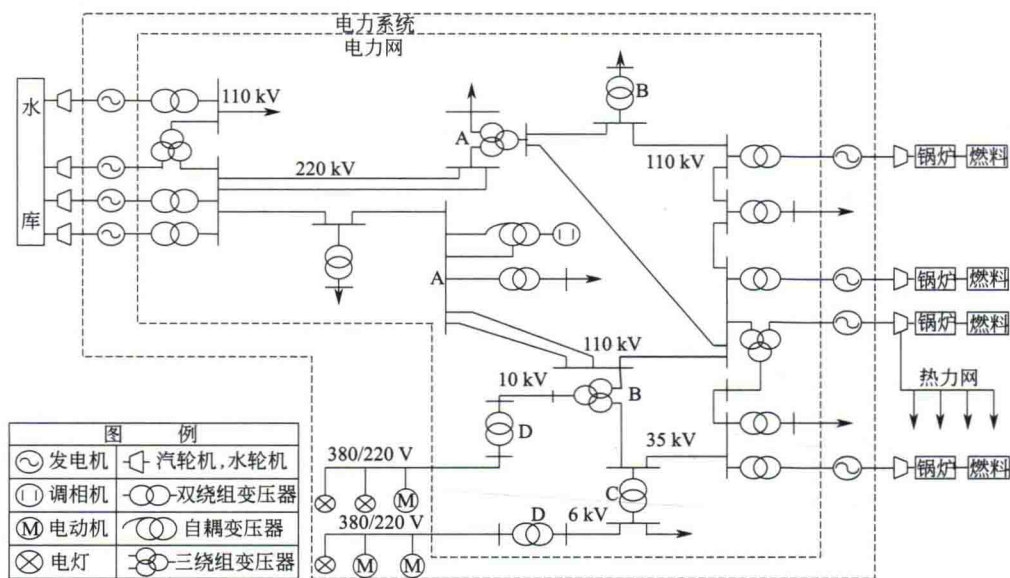 电力系统
电力网
水
库
110 kV
220 kV
A
B
110 kV
锅炉
燃料
A
锅炉
燃料
锅炉
燃料
热力网
110 kV
10 kV
B
D
35 kV
锅炉
燃料
380/220 V
M
C
380/220 V
D
6 kV
M
M
图 例
发电机
汽轮机,水轮机
调相机
双绕组变压器
M
电动机
自耦变压器
电灯
三绕组变压器